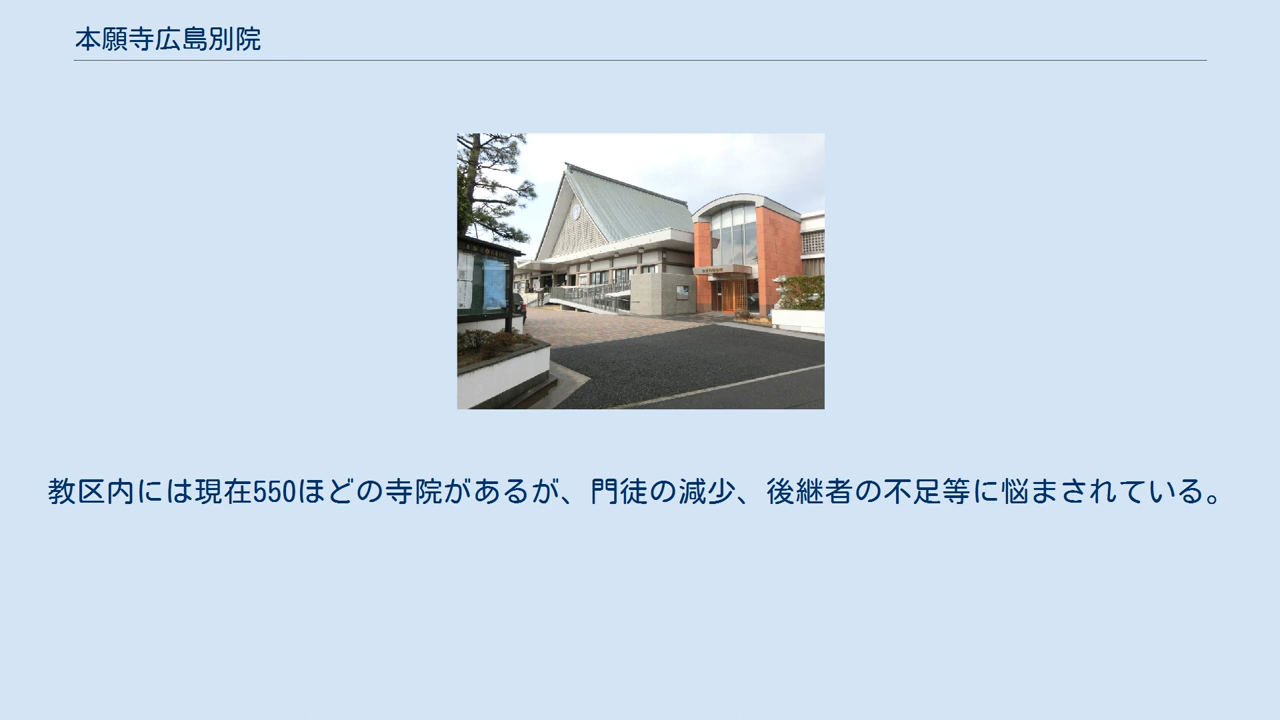 本願寺広島別院
教区内には現在550ほどの寺院があるが、門徒の減少、後継者の不足等に悩まされている。